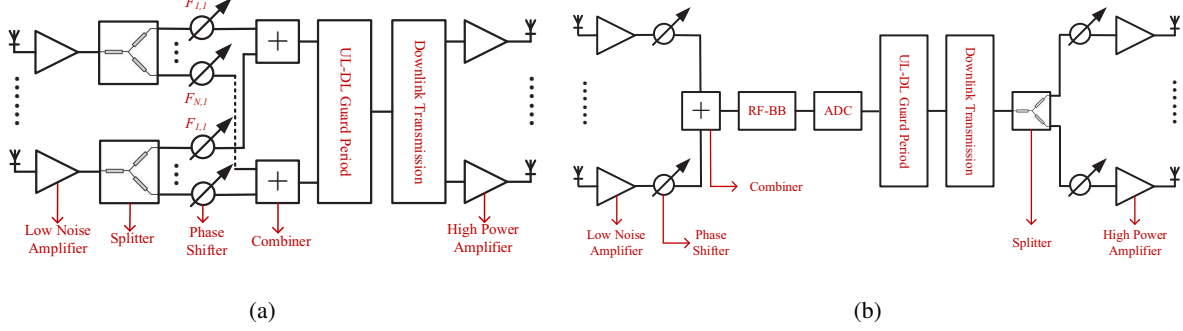 F1,1
FN,1
F1,1
UL-DL Guard Period
Downlink Transmission
Low Noise
Amplifier
Splitter
Phase
Shifter
Combiner
High Power
Amplifier
(a)
RF-BB
ADC
UL-DL Guard Period
Downlink Transmission
Combiner
Low Noise
Amplifier
Phase
Shifter
Splitter
High Power
Amplifier
(b)